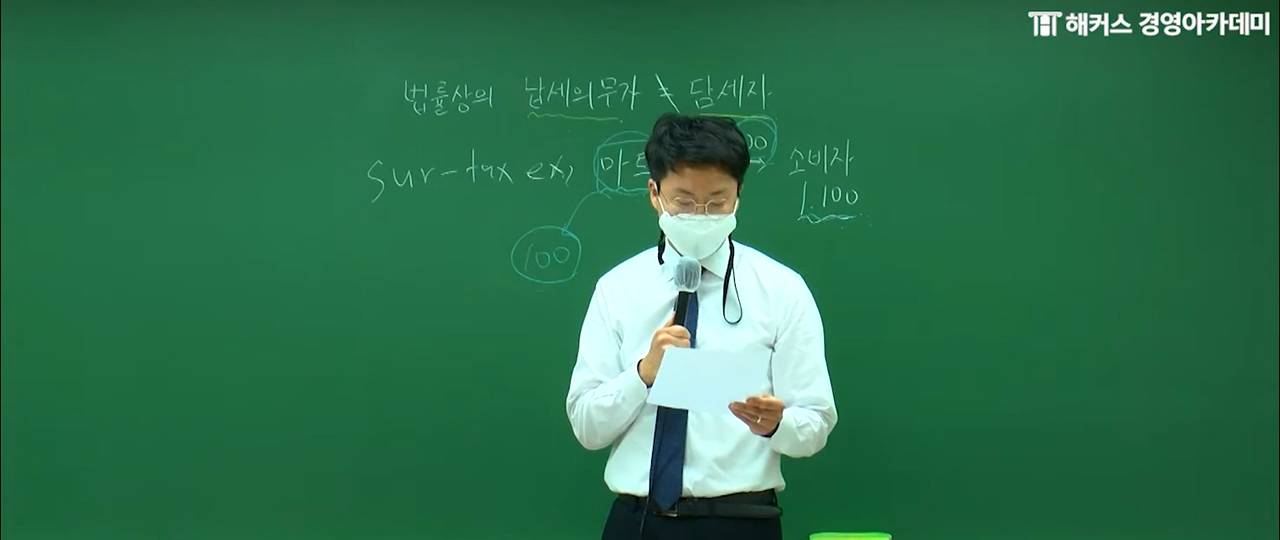 해커스 경영아카데미
법률상의 납세의무자 ≠ 담세자
sur-tax ex) 마트 → 소비자
1,100
100